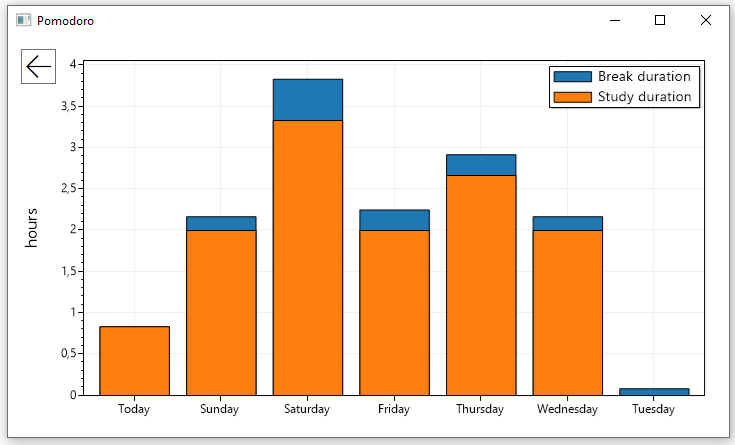 Pomodoro
Break duration
Study duration
4
3,5
3
2,5
2
1,5
1
0,5
0
hours
Today Sunday Saturday Friday Thursday Wednesday Tuesday